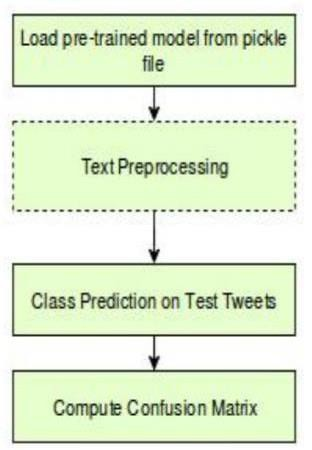 Load pre-trained model from pickle
file
Text Preprocessing
Class Prediction on Test Tweets
Compute Confusion Matrix